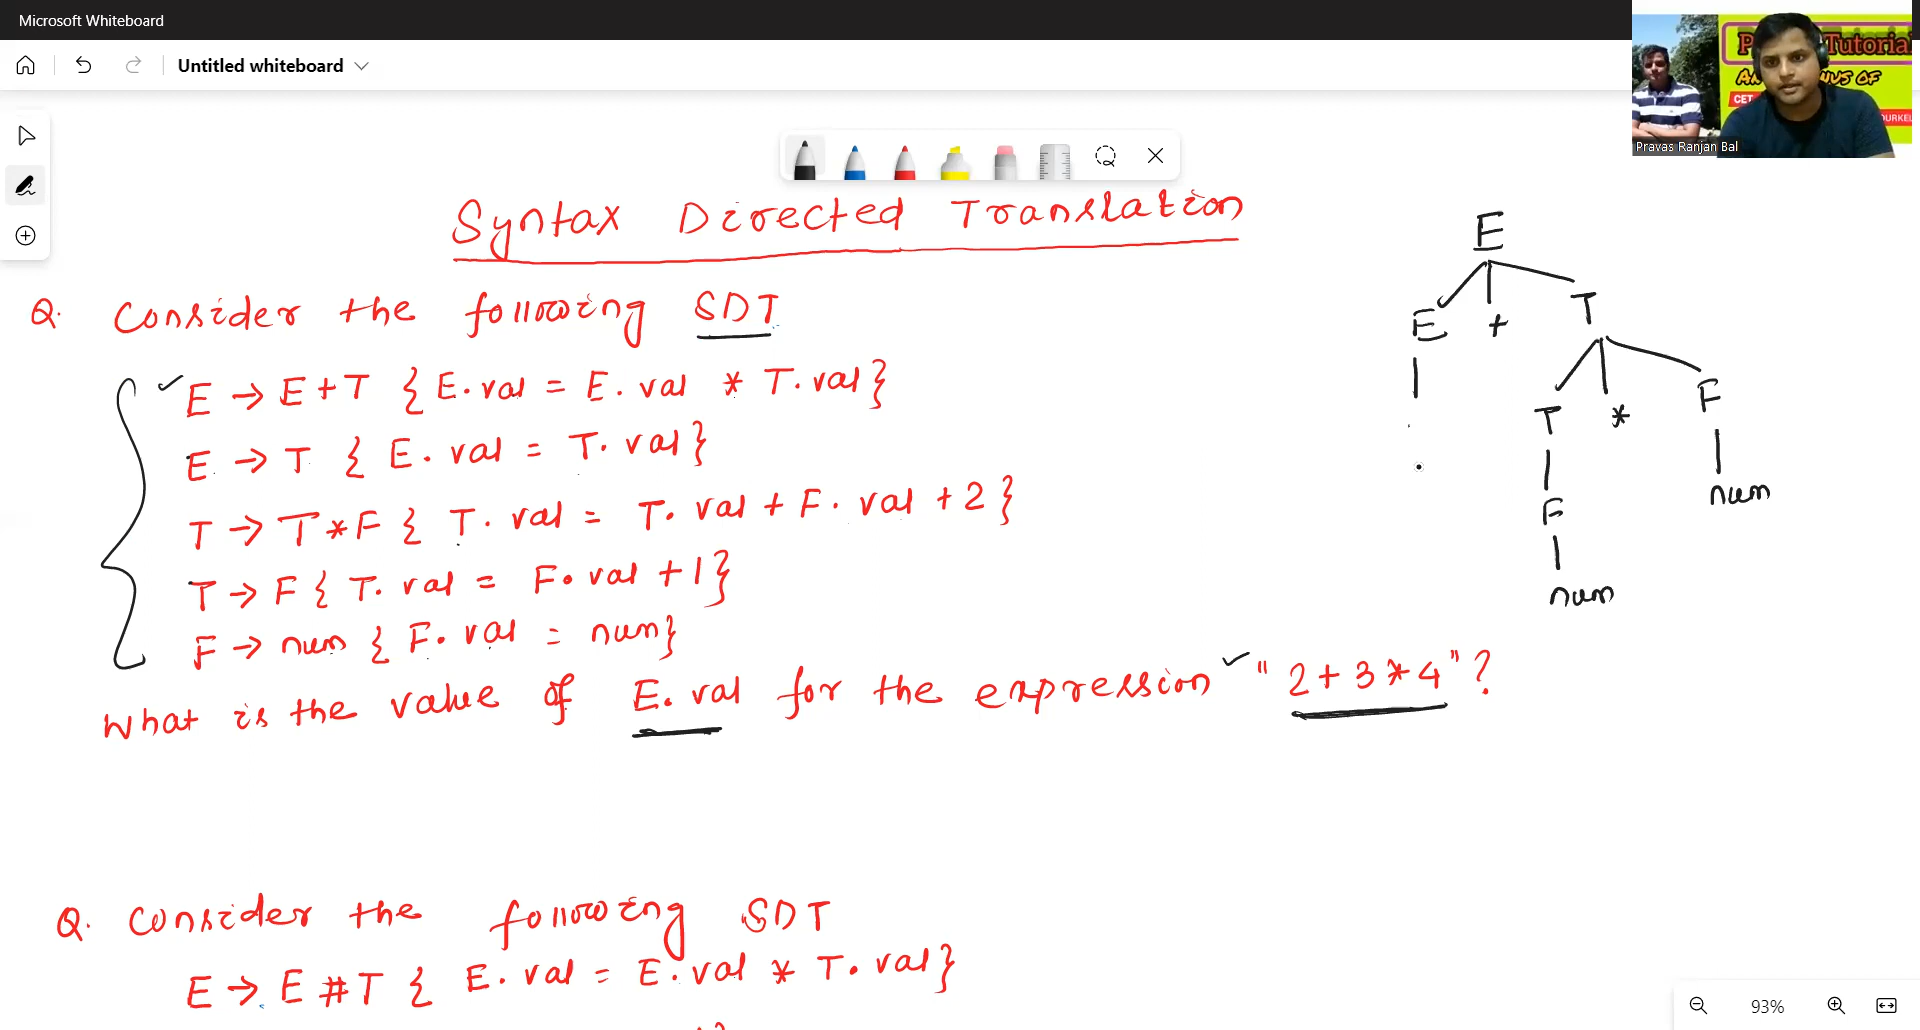 Microsoft Whiteboard
Untitled whiteboard
Pravas Ranjan Bal
Syntax Directed Translation
Q. Consider the following SDT
E → E + T { E.val = E.val * T.val }
E → T { E.val = T.val }
T → T * F { T.val = T.val + F.val + 2 }
T → F { T.val = F.val + 1 }
F → num { F.val = num }
What is the value of E.val for the expression " 2 + 3 * 4 " ?
E
E + T
T * F
F num
num
Q. Consider the following SDT
E → E # T { E.val = E.val * T.val }
93%